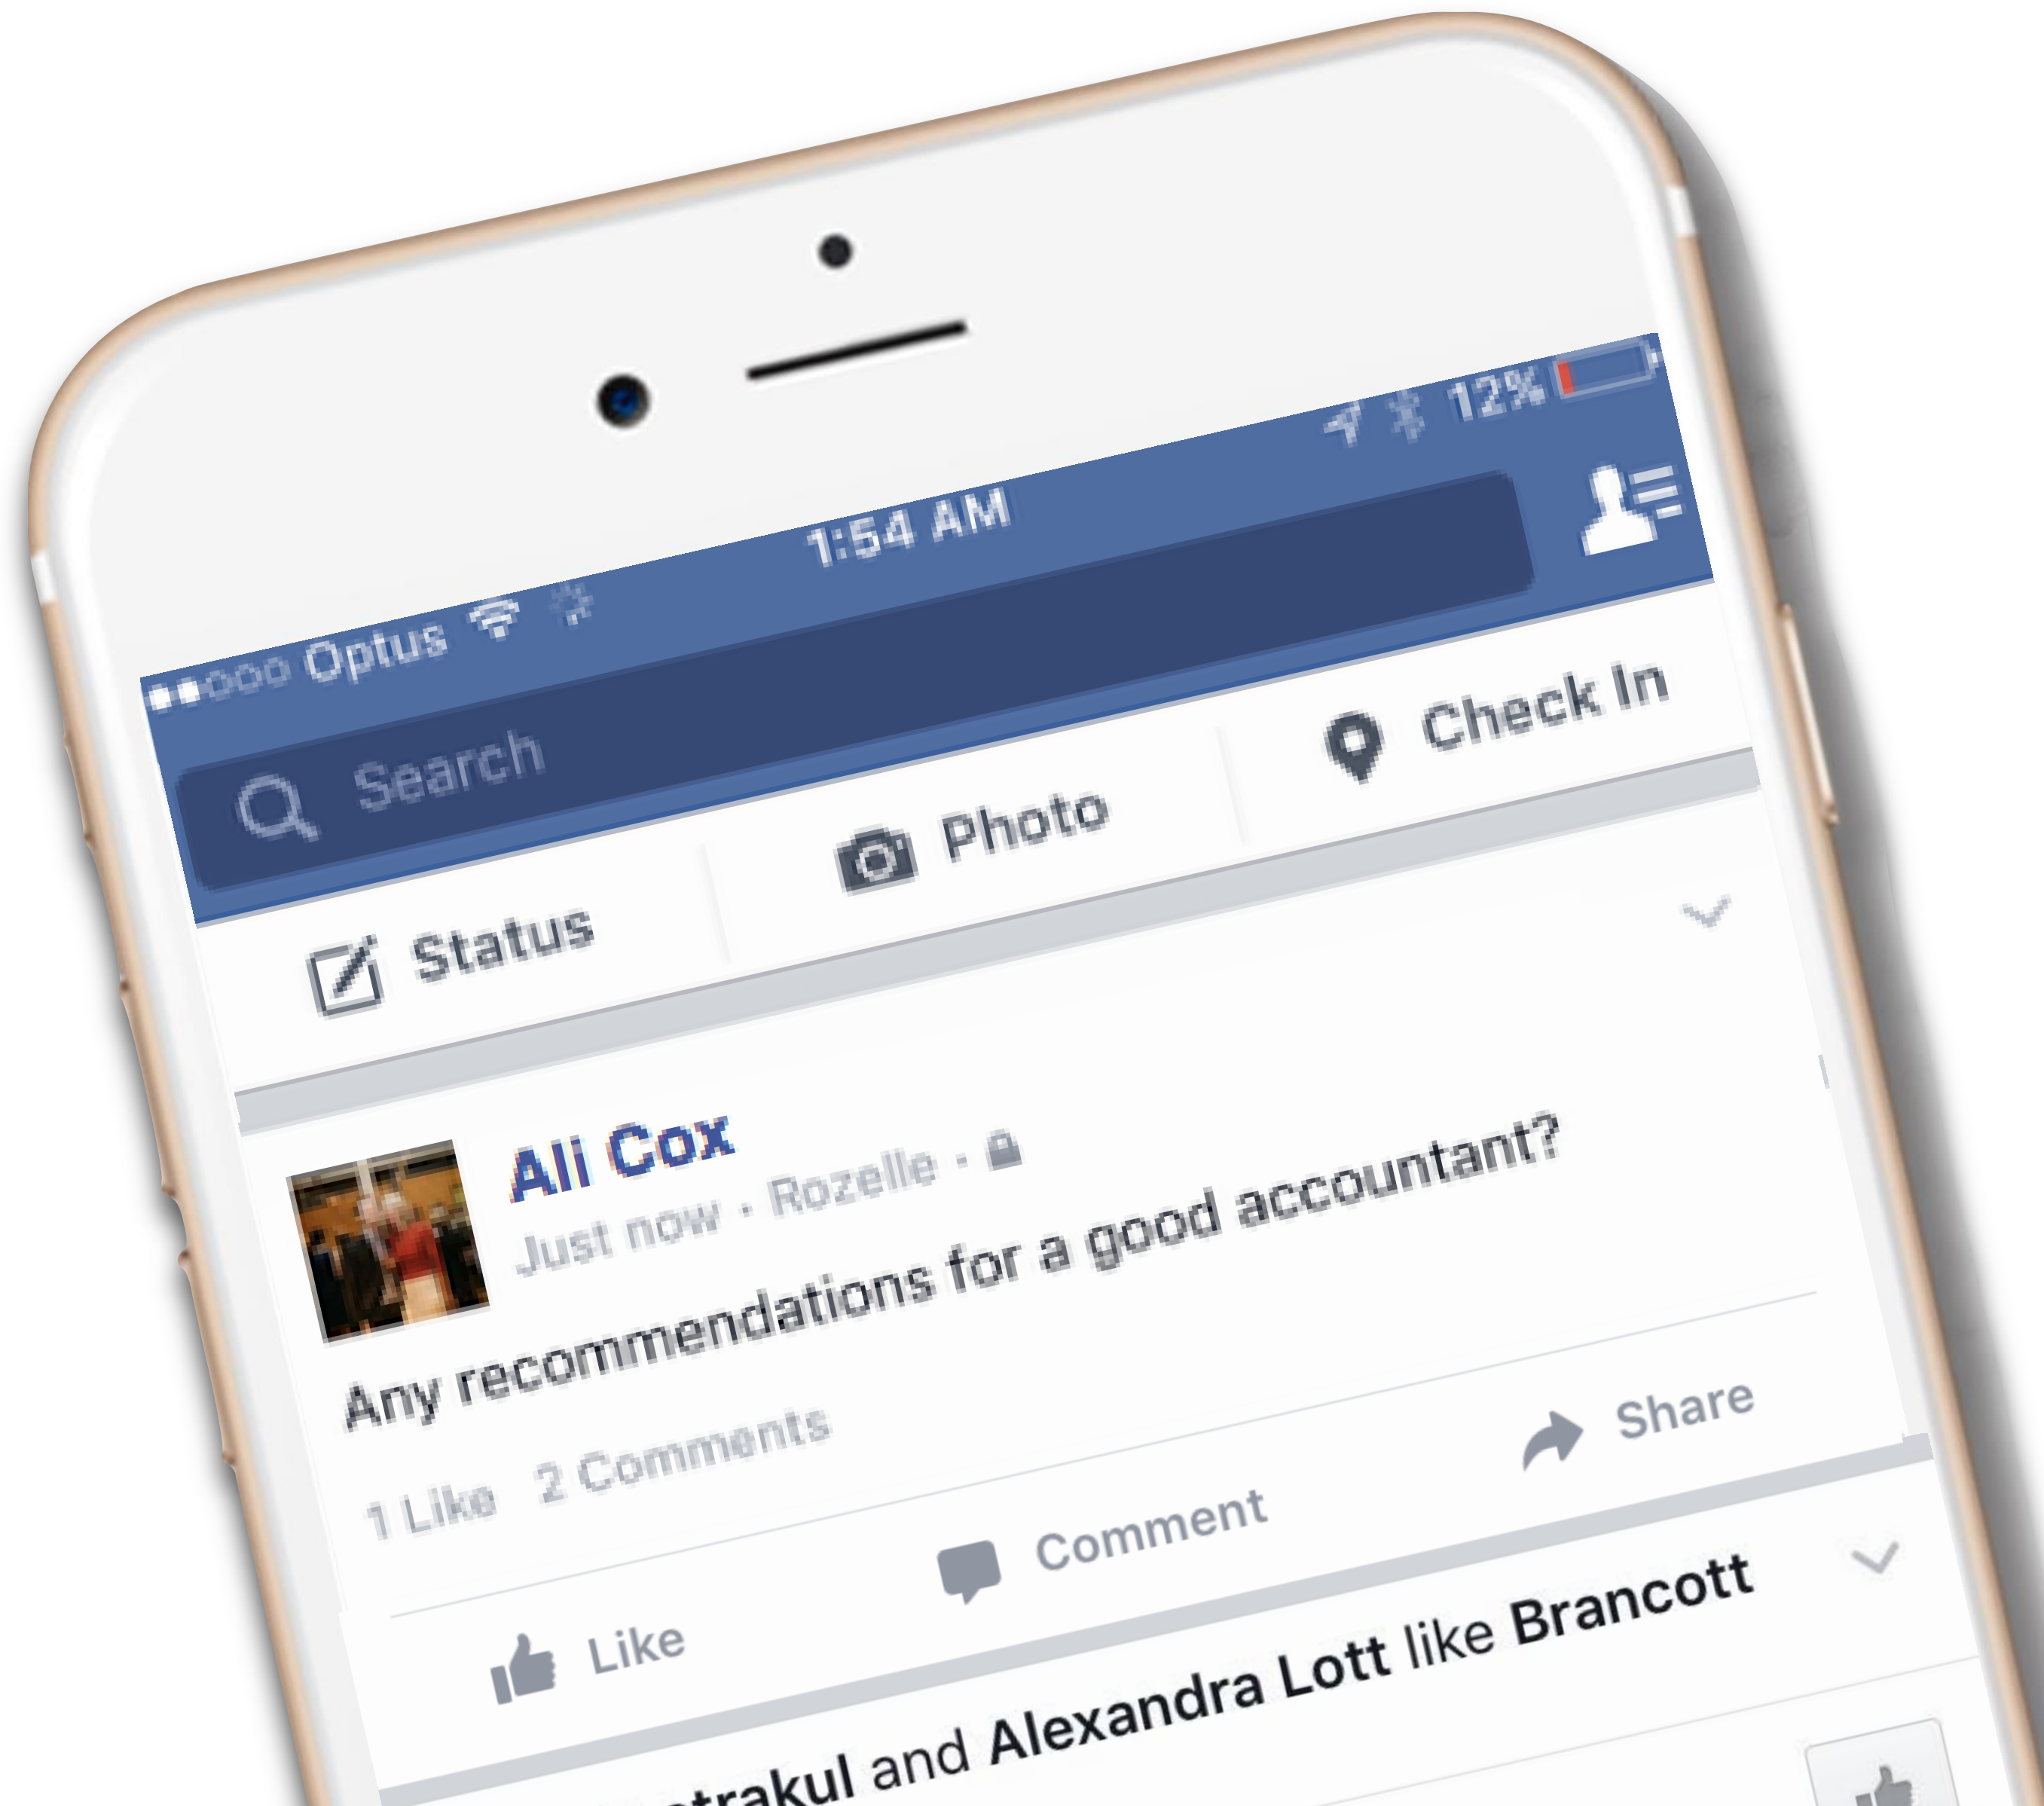 Optus 1:54 AM 12%
Search
Status Photo Check In
Ali Cox
Just now · Rozelle ·
Any recommendations for a good accountant?
1 Like 2 Comments
Like Comment Share
and Alexandra Lott like Brancott